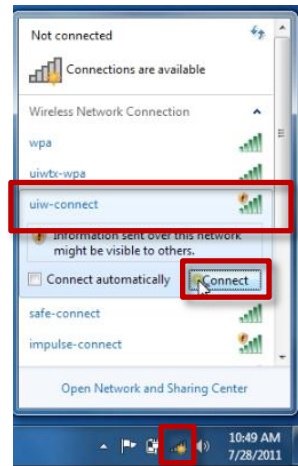 Not connected
Connections are available
Wireless Network Connection
wpa
uiwtx-wpa
uiw-connect
Information sent over this network
might be visible to others.
Connect automatically
Connect
safe-connect
impulse-connect
Open Network and Sharing Center
10:49 AM
7/28/2011